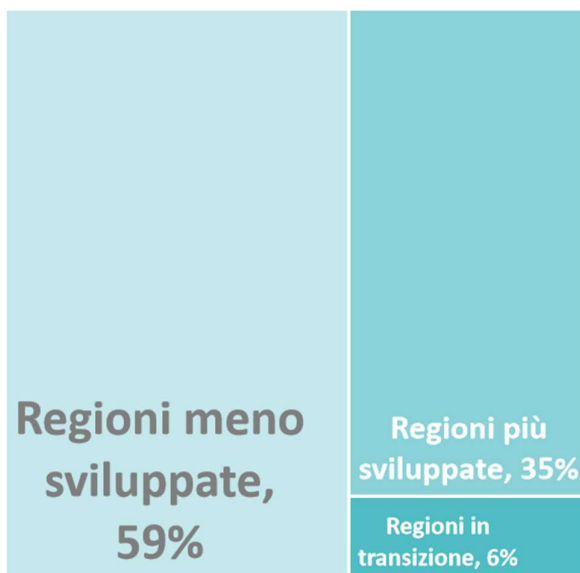 Regioni meno
sviluppate,
59%
Regioni più
sviluppate, 35%
Regioni in
transizione, 6%